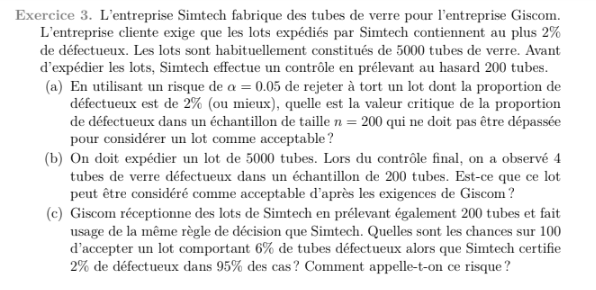 Exercice 3. L'entreprise Simtech fabrique des tubes de verre pour l'entreprise Giscom.
L'entreprise cliente exige que les lots expédiés par Simtech contiennent au plus 2%
de défectueux. Les lots sont habituellement constitués de 5000 tubes de verre. Avant
d'expédier les lots, Simtech effectue un contrôle en prélevant au hasard 200 tubes.
(a) En utilisant un risque de α = 0.05 de rejeter à tort un lot dont la proportion de
défectueux est de 2% (ou mieux), quelle est la valeur critique de la proportion
de défectueux dans un échantillon de taille n = 200 qui ne doit pas être dépassée
pour considérer un lot comme acceptable ?
(b) On doit expédier un lot de 5000 tubes. Lors du contrôle final, on a observé 4
tubes de verre défectueux dans un échantillon de 200 tubes. Est-ce que ce lot
peut être considéré comme acceptable d'après les exigences de Giscom ?
(c) Giscom réceptionne des lots de Simtech en prélevant également 200 tubes et fait
usage de la même règle de décision que Simtech. Quelles sont les chances sur 100
d'accepter un lot comportant 6% de tubes défectueux alors que Simtech certifie
2% de défectueux dans 95% des cas ? Comment appelle-t-on ce risque ?